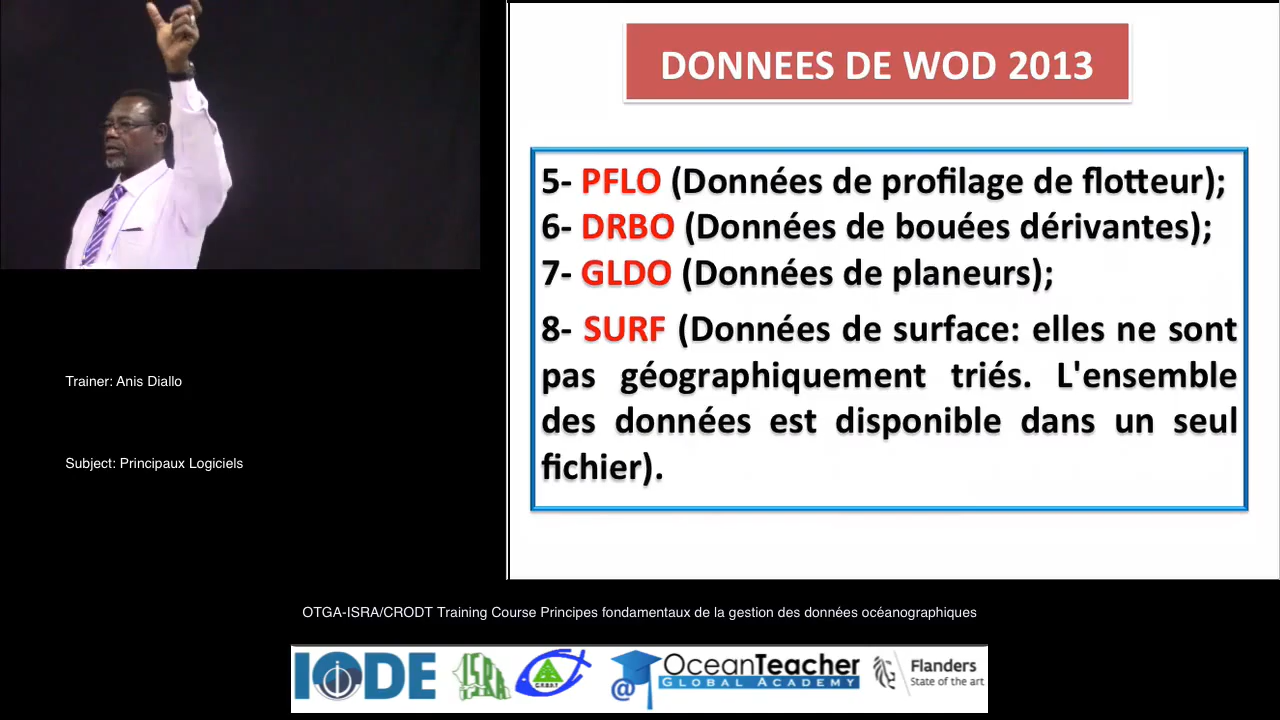 DONNEES DE WOD 2013
5- PFLO (Données de profilage de flotteur);
6- DRBO (Données de bouées dérivantes);
7- GLDO (Données de planeurs);
8- SURF (Données de surface: elles ne sont
pas géographiquement triés. L'ensemble
des données est disponible dans un seul
fichier).
Trainer: Anis Diallo
Subject: Principaux Logiciels
OTGA-ISRA/CRODT Training Course Principes fondamentaux de la gestion des données océanographiques
IODE
ISRA
OceanTeacher
GLOBAL ACADEMY
@
Flanders
State of the art